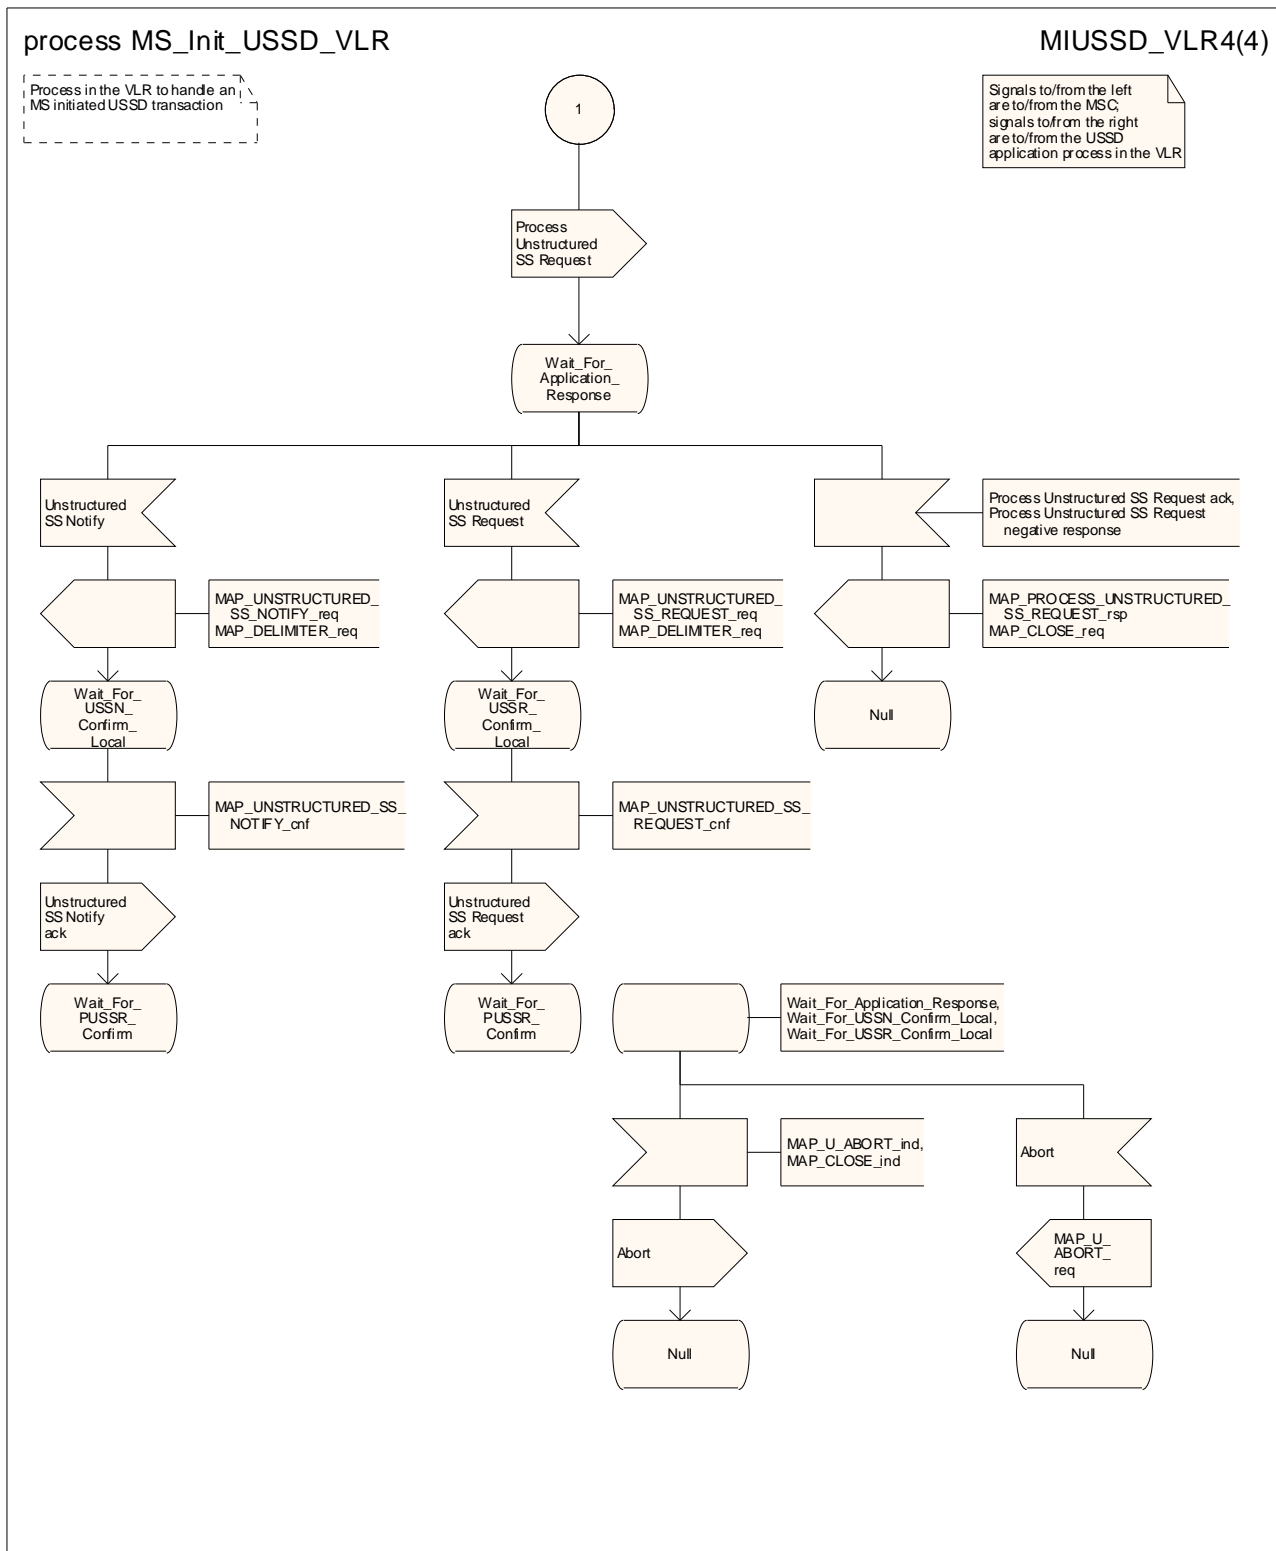 process MS_Init_USSD_VLR
MIUSSD_VLR4(4)
Process in the VLR to handle an
MS initiated USSD transaction
1
Signals to/from the left
are to/from the MSC;
signals to/from the right
are to/from the USSD
application process in the VLR
Process
Unstructured
SS Request
Wait_For_
Application_
Response
Unstructured
SS Notify
Unstructured
SS Request
Process Unstructured SS Request ack,
Process Unstructured SS Request
negative response
MAP_UNSTRUCTURED_
SS_NOTIFY_req
MAP_DELIMITER_req
MAP_UNSTRUCTURED_
SS_REQUEST_req
MAP_DELIMITER_req
MAP_PROCESS_UNSTRUCTURED_
SS_REQUEST_rsp
MAP_CLOSE_req
Wait_For_
USSN_
Confirm_
Local
Wait_For_
USSR_
Confirm_
Local
Null
MAP_UNSTRUCTURED_SS_
NOTIFY_cnf
MAP_UNSTRUCTURED_SS_
REQUEST_cnf
Unstructured
SS Notify
ack
Unstructured
SS Request
ack
Wait_For_
PUSSR_
Confirm
Wait_For_
PUSSR_
Confirm
Wait_For_Application_Response,
Wait_For_USSN_Confirm_Local,
Wait_For_USSR_Confirm_Local
MAP_U_ABORT_ind,
MAP_CLOSE_ind
Abort
Abort
MAP_U_
ABORT_
req
Null
Null